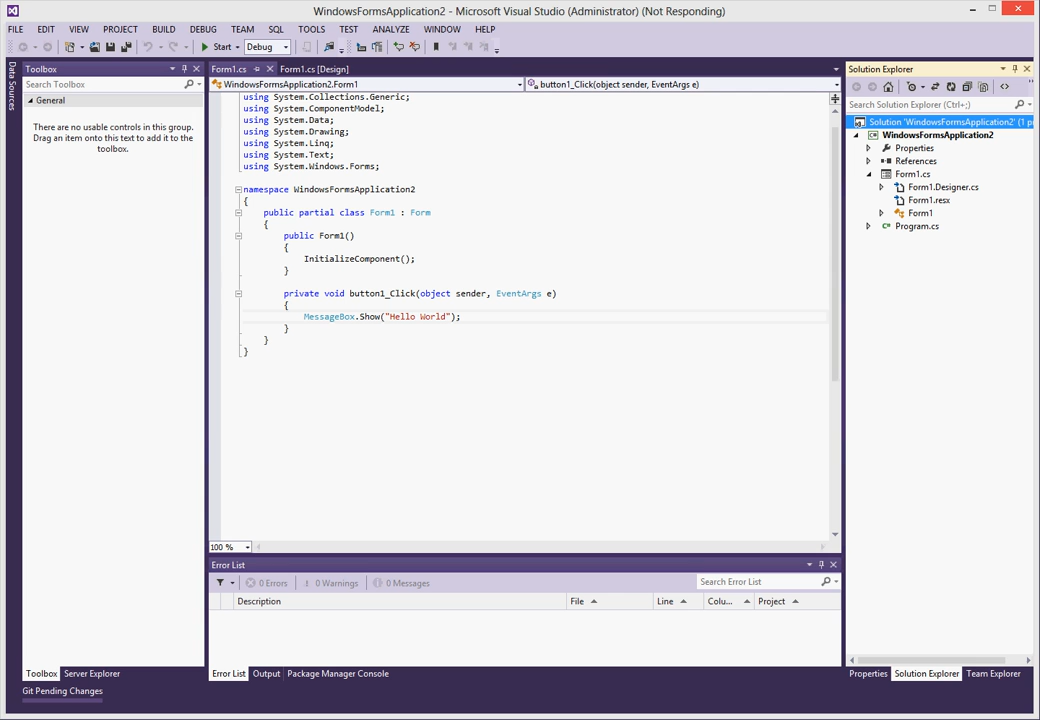 WindowsFormsApplication2 - Microsoft Visual Studio (Administrator) (Not Responding)
FILE EDIT VIEW PROJECT BUILD DEBUG TEAM SQL TOOLS TEST ANALYZE WINDOW HELP
Start Debug
Data Sources
Toolbox
Search Toolbox
General
There are no usable controls in this group.
Drag an item onto this text to add it to the
toolbox.
Form1.cs Form1.cs [Design]
WindowsFormsApplication2.Form1 button1_Click(object sender, EventArgs e)
using System.Collections.Generic;
using System.ComponentModel;
using System.Data;
using System.Drawing;
using System.Linq;
using System.Text;
using System.Windows.Forms;
namespace WindowsFormsApplication2
{
public partial class Form1 : Form
{
public Form1()
{
InitializeComponent();
}
private void button1_Click(object sender, EventArgs e)
{
MessageBox.Show("Hello World");
}
}
}
100 %
Solution Explorer
Search Solution Explorer (Ctrl+;)
Solution 'WindowsFormsApplication2' (1 p
WindowsFormsApplication2
Properties
References
Form1.cs
Form1.Designer.cs
Form1.resx
Form1
Program.cs
Error List
0 Errors 0 Warnings 0 Messages Search Error List
Description File Line Colu... Project
Toolbox Server Explorer
Error List Output Package Manager Console
Properties Solution Explorer Team Explorer
Git Pending Changes